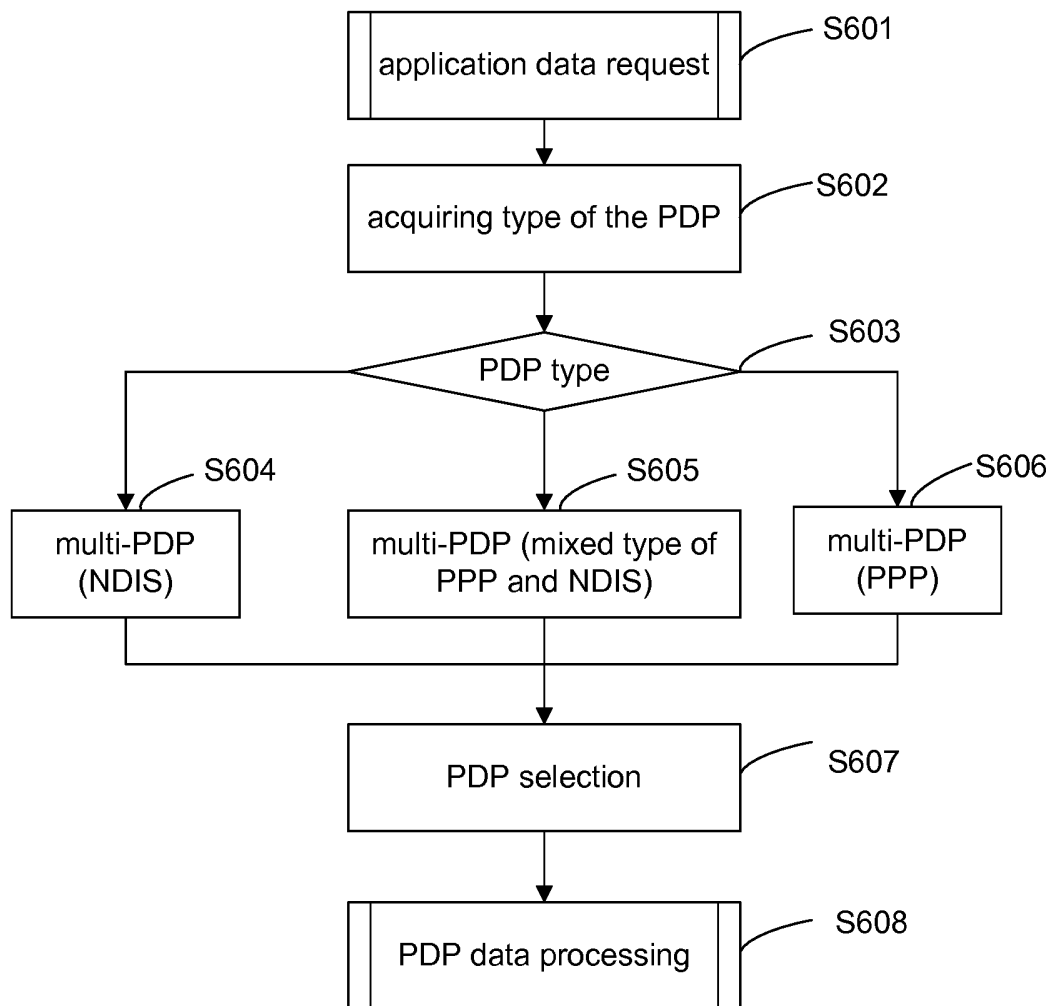 application data request
S601
acquiring type of the PDP
S602
PDP type
S603
S604
multi-PDP
(NDIS)
S605
multi-PDP (mixed type of
PPP and NDIS)
S606
multi-PDP
(PPP)
PDP selection
S607
PDP data processing
S608